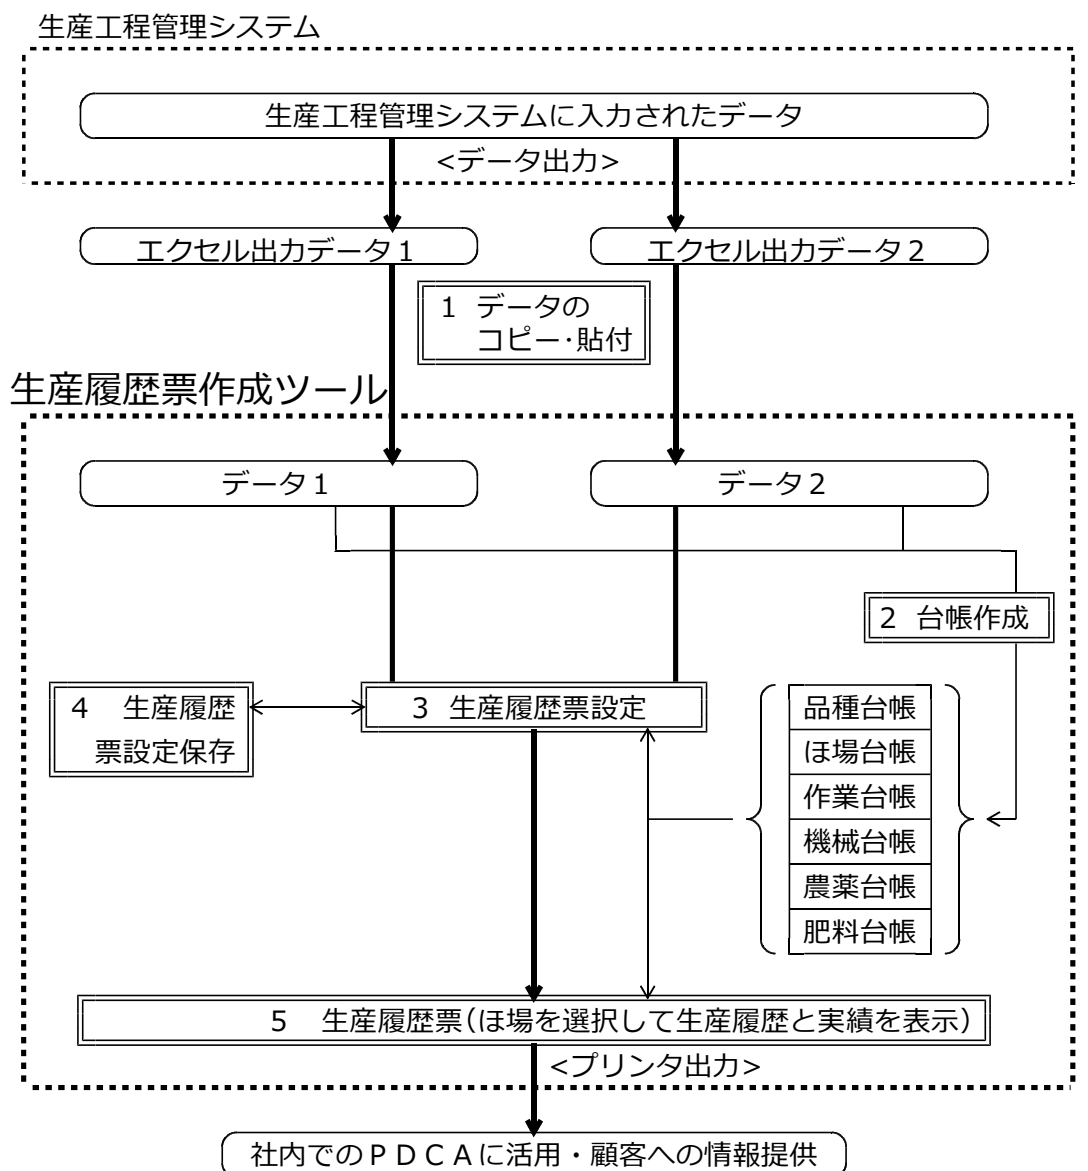 生産工程管理システム
生産工程管理システムに入力されたデータ
<データ出力>
エクセル出力データ１
エクセル出力データ２
1 データの
コピー・貼付
生産履歴票作成ツール
データ１
データ２
2 台帳作成
4 生産履歴
票設定保存
3 生産履歴票設定
品種台帳
ほ場台帳
作業台帳
機械台帳
農薬台帳
肥料台帳
5 生産履歴票(ほ場を選択して生産履歴と実績を表示)
<プリンタ出力>
社内でのＰＤＣＡに活用・顧客への情報提供